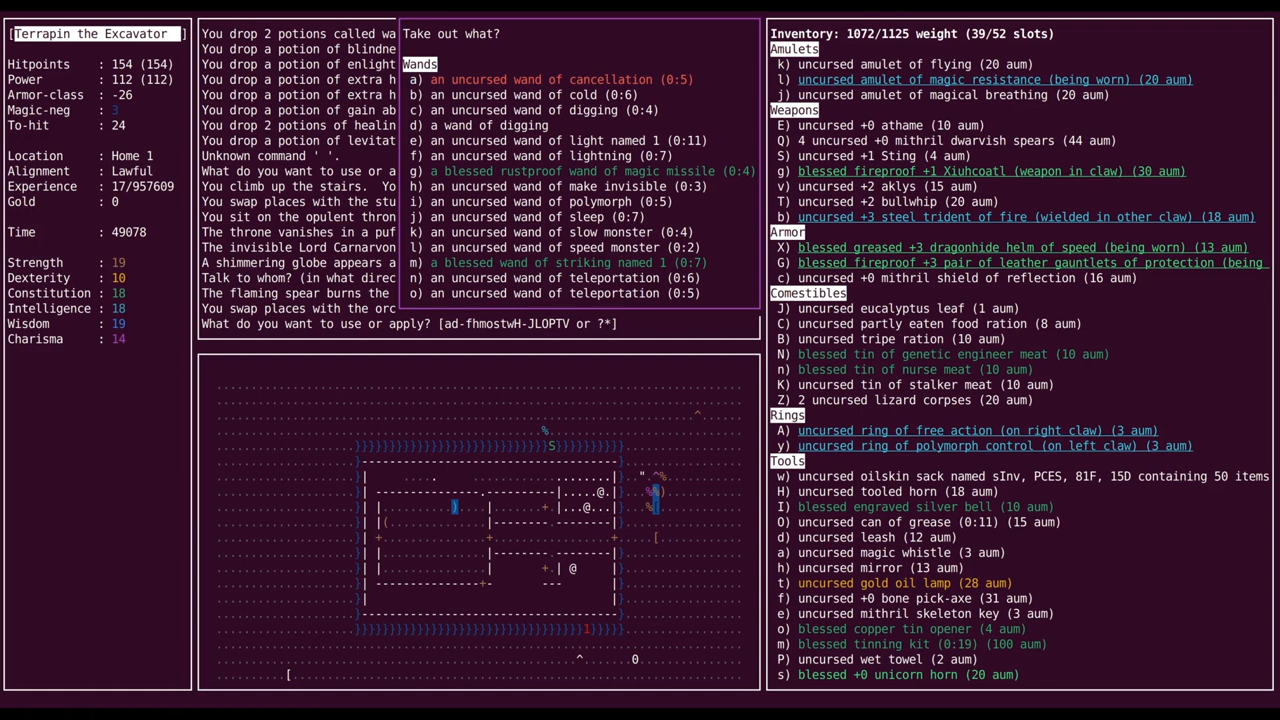 [Terrapin the Excavator ]
Hitpoints : 154 (154)
Power : 112 (112)
Armor-class : -26
Magic-neg : 3
To-hit : 24
Location : Home 1
Alignment : Lawful
Experience : 17/957609
Gold : 0
Time : 49078
Strength : 19
Dexterity : 10
Constitution : 18
Intelligence : 18
Wisdom : 19
Charisma : 14
You drop 2 potions called wa
You drop a potion of blindne
You drop a potion of enlight
You drop a potion of extra h
You drop a potion of extra h
You drop a potion of gain ab
You drop 2 potions of healin
You drop a potion of levitat
Unknown command ' '.
What do you want to use or a
You climb up the stairs.  Yo
You swap places with the stu
You sit on the opulent thron
The throne vanishes in a puf
The invisible Lord Carnarvon
A shimmering globe appears a
Talk to whom? (in what direc
The flaming spear burns the
You swap places with the orc
What do you want to use or apply? [ad-fhmostwH-JLOPTV or ?*]
Take out what?
Wands
a) an uncursed wand of cancellation (0:5)
b) an uncursed wand of cold (0:6)
c) an uncursed wand of digging (0:4)
d) a wand of digging
e) an uncursed wand of light named 1 (0:11)
f) an uncursed wand of lightning (0:7)
g) a blessed rustproof wand of magic missile (0:4)
h) an uncursed wand of make invisible (0:3)
i) an uncursed wand of polymorph (0:5)
j) an uncursed wand of sleep (0:7)
k) an uncursed wand of slow monster (0:4)
l) an uncursed wand of speed monster (0:2)
m) a blessed wand of striking named 1 (0:7)
n) an uncursed wand of teleportation (0:6)
o) an uncursed wand of teleportation (0:5)
Inventory: 1072/1125 weight (39/52 slots)
Amulets
k) uncursed amulet of flying (20 aum)
l) uncursed amulet of magic resistance (being worn) (20 aum)
j) uncursed amulet of magical breathing (20 aum)
Weapons
E) uncursed +0 athame (10 aum)
Q) 4 uncursed +0 mithril dwarvish spears (44 aum)
S) uncursed +1 Sting (4 aum)
g) blessed fireproof +1 Xiuhcoatl (weapon in claw) (30 aum)
v) uncursed +2 aklys (15 aum)
T) uncursed +2 bullwhip (20 aum)
b) uncursed +3 steel trident of fire (wielded in other claw) (18 aum)
Armor
X) blessed greased +3 dragonhide helm of speed (being worn) (13 aum)
G) blessed fireproof +3 pair of leather gauntlets of protection (being
c) uncursed +0 mithril shield of reflection (16 aum)
Comestibles
J) uncursed eucalyptus leaf (1 aum)
C) uncursed partly eaten food ration (8 aum)
B) uncursed tripe ration (10 aum)
N) blessed tin of genetic engineer meat (10 aum)
n) blessed tin of nurse meat (10 aum)
K) uncursed tin of stalker meat (10 aum)
Z) 2 uncursed lizard corpses (20 aum)
Rings
A) uncursed ring of free action (on right claw) (3 aum)
y) uncursed ring of polymorph control (on left claw) (3 aum)
Tools
w) uncursed oilskin sack named sInv, PCES, 81F, 15D containing 50 items
H) uncursed tooled horn (18 aum)
I) blessed engraved silver bell (10 aum)
O) uncursed can of grease (0:11) (15 aum)
d) uncursed leash (12 aum)
a) uncursed magic whistle (3 aum)
h) uncursed mirror (13 aum)
t) uncursed gold oil lamp (28 aum)
f) uncursed +0 bone pick-axe (31 aum)
e) uncursed mithril skeleton key (3 aum)
o) blessed copper tin opener (4 aum)
m) blessed tinning kit (0:19) (100 aum)
P) uncursed wet towel (2 aum)
s) blessed +0 unicorn horn (20 aum)